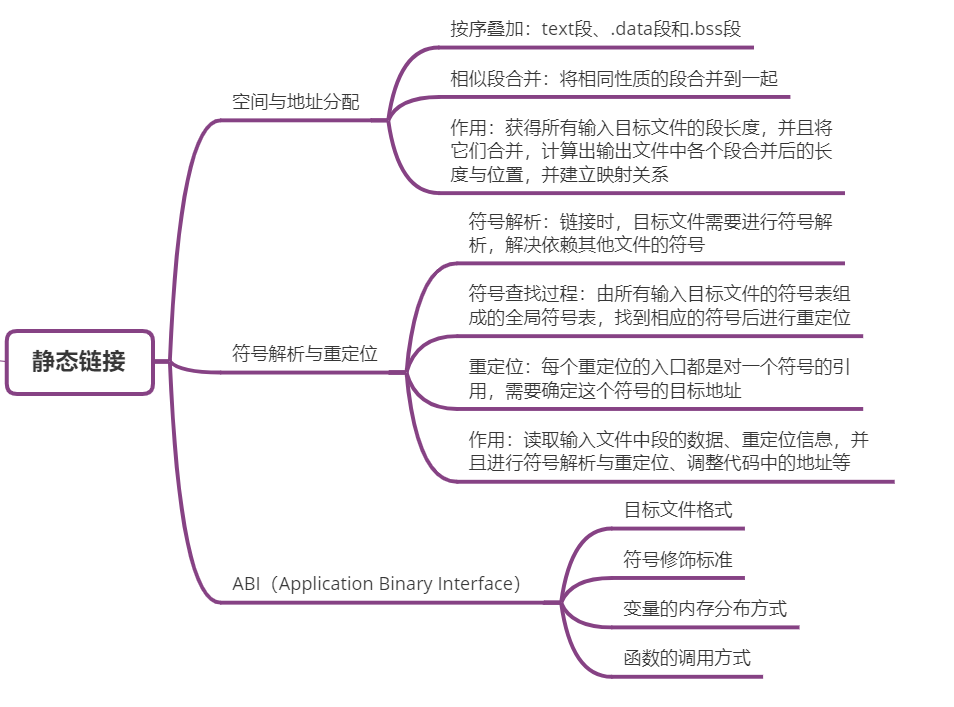 静态链接
空间与地址分配
按序叠加：text段、.data段和.bss段
相似段合并：将相同性质的段合并到一起
作用：获得所有输入目标文件的段长度，并且将
它们合并，计算出输出文件中各个段合并后的长
度与位置，并建立映射关系
符号解析与重定位
符号解析：链接时，目标文件需要进行符号解
析，解决依赖其他文件的符号
符号查找过程：由所有输入目标文件的符号表组
成的全局符号表，找到相应的符号后进行重定位
重定位：每个重定位的入口都是对一个符号的引
用，需要确定这个符号的目标地址
作用：读取输入文件中段的数据、重定位信息，并
且进行符号解析与重定位、调整代码中的地址等
ABI（Application Binary Interface）
目标文件格式
符号修饰标准
变量的内存分布方式
函数的调用方式